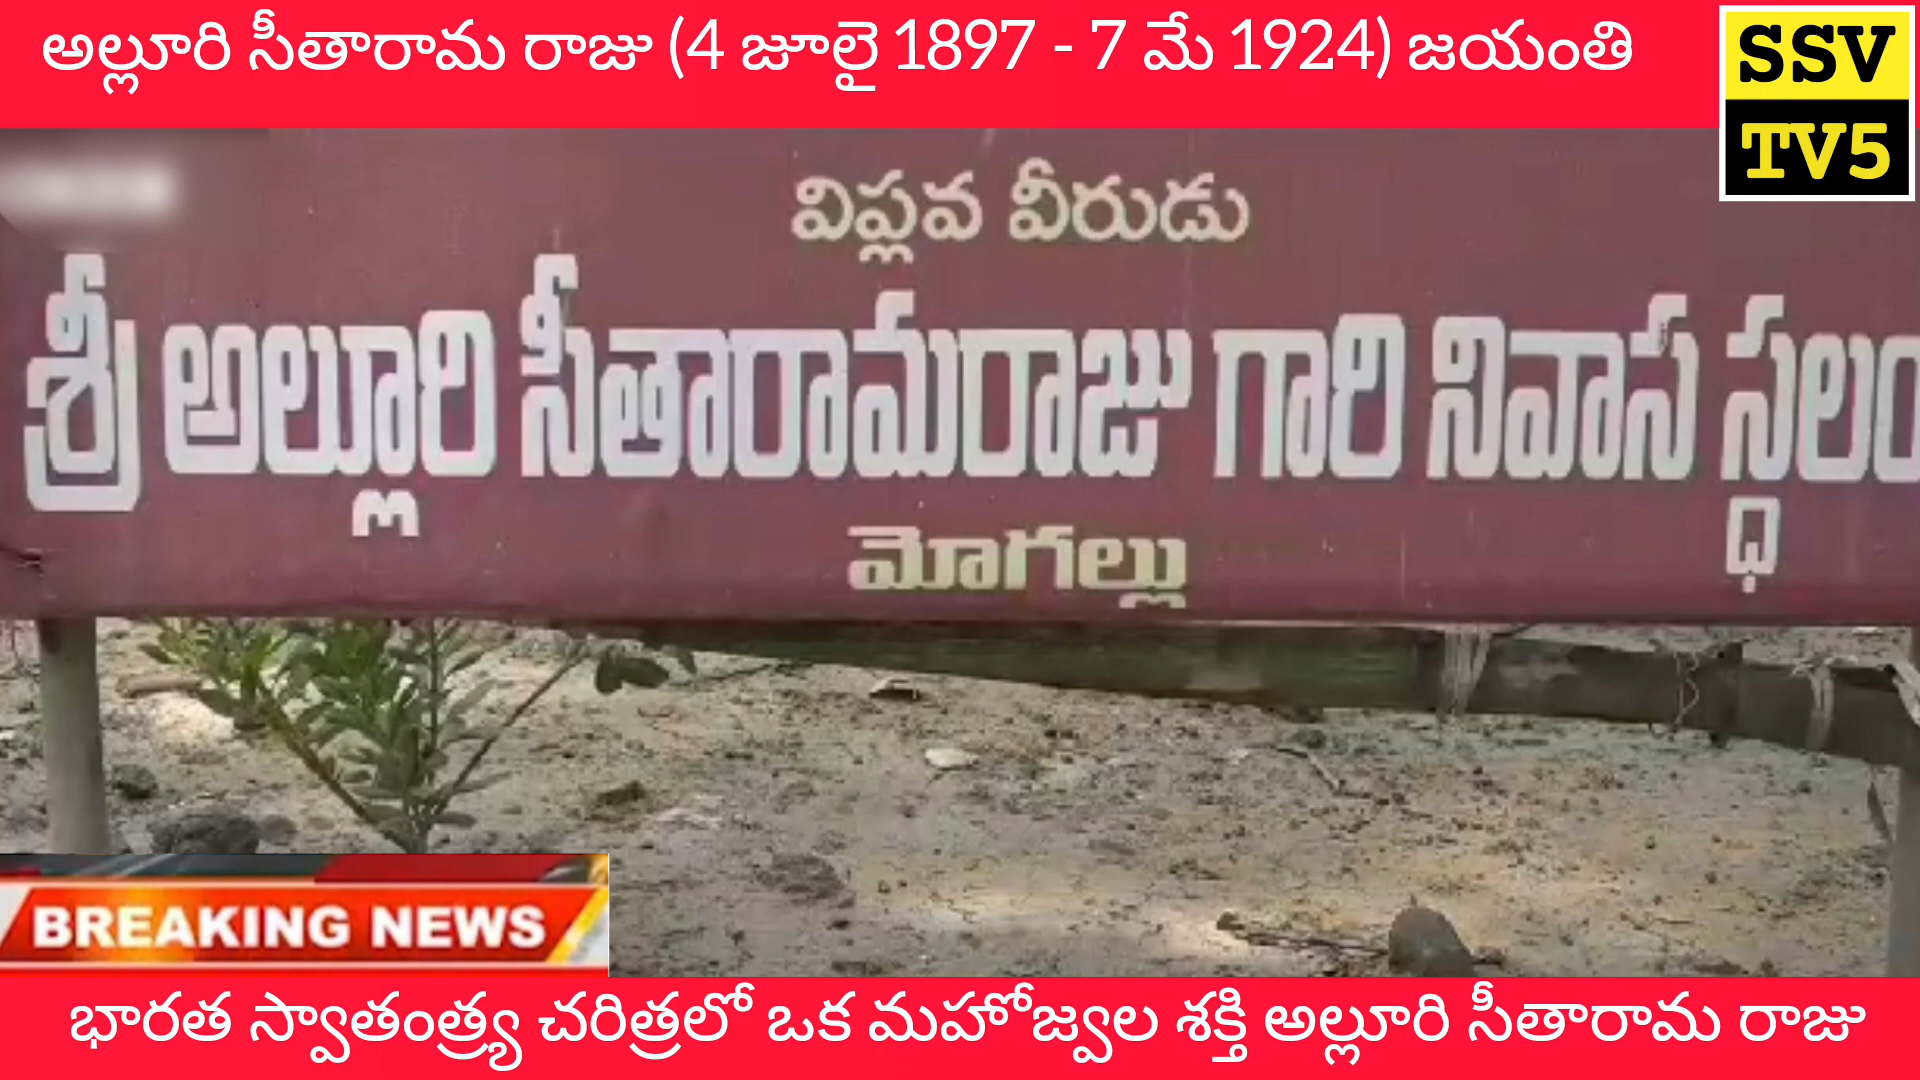 అల్లూరి సీతారామ రాజు (4 జూలై 1897 - 7 మే 1924) జయంతి
SSV
TV5
విప్లవ వీరుడు
శ్రీ అల్లూరి సీతారామరాజు గారి నివాస స్ధలం
మోగల్లు
BREAKING NEWS
భారత స్వాతంత్ర్య చరిత్రలో ఒక మహోజ్వల శక్తి అల్లూరి సీతారామ రాజు